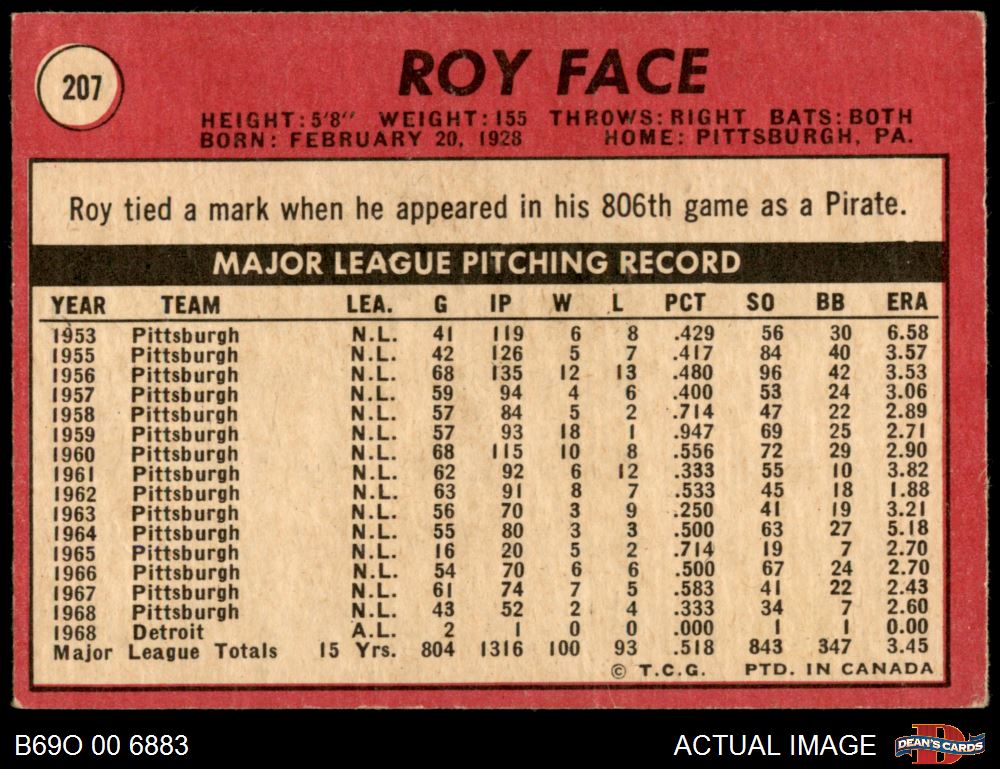 207
ROY FACE
HEIGHT: 5'8" WEIGHT: 155 THROWS: RIGHT BATS: BOTH
BORN: FEBRUARY 20, 1928 HOME: PITTSBURGH, PA.
Roy tied a mark when he appeared in his 806th game as a Pirate.
MAJOR LEAGUE PITCHING RECORD
YEAR TEAM LEA. G IP W L PCT SO BB ERA
1953 Pittsburgh N.L. 41 119 6 8 .429 56 30 6.58
1955 Pittsburgh N.L. 42 126 5 7 .417 84 40 3.57
1956 Pittsburgh N.L. 68 135 12 13 .480 96 42 3.53
1957 Pittsburgh N.L. 59 94 4 6 .400 53 24 3.06
1958 Pittsburgh N.L. 57 84 5 2 .714 47 22 2.89
1959 Pittsburgh N.L. 57 93 18 1 .947 69 25 2.71
1960 Pittsburgh N.L. 68 115 10 8 .556 72 29 2.90
1961 Pittsburgh N.L. 62 92 6 12 .333 55 10 3.82
1962 Pittsburgh N.L. 63 91 8 7 .533 45 18 1.88
1963 Pittsburgh N.L. 56 70 3 9 .250 41 19 3.21
1964 Pittsburgh N.L. 55 80 3 3 .500 63 27 5.18
1965 Pittsburgh N.L. 16 20 5 2 .714 19 7 2.70
1966 Pittsburgh N.L. 54 70 6 6 .500 67 24 2.70
1967 Pittsburgh N.L. 61 74 7 5 .583 41 22 2.43
1968 Pittsburgh N.L. 43 52 2 4 .333 34 7 2.60
1968 Detroit A.L. 2 1 0 0 .000 1 1 0.00
Major League Totals 15 Yrs. 804 1316 100 93 .518 843 347 3.45
© T.C.G. PTD. IN CANADA
B69O 00 6883
ACTUAL IMAGE
D
DEAN'S CARDS